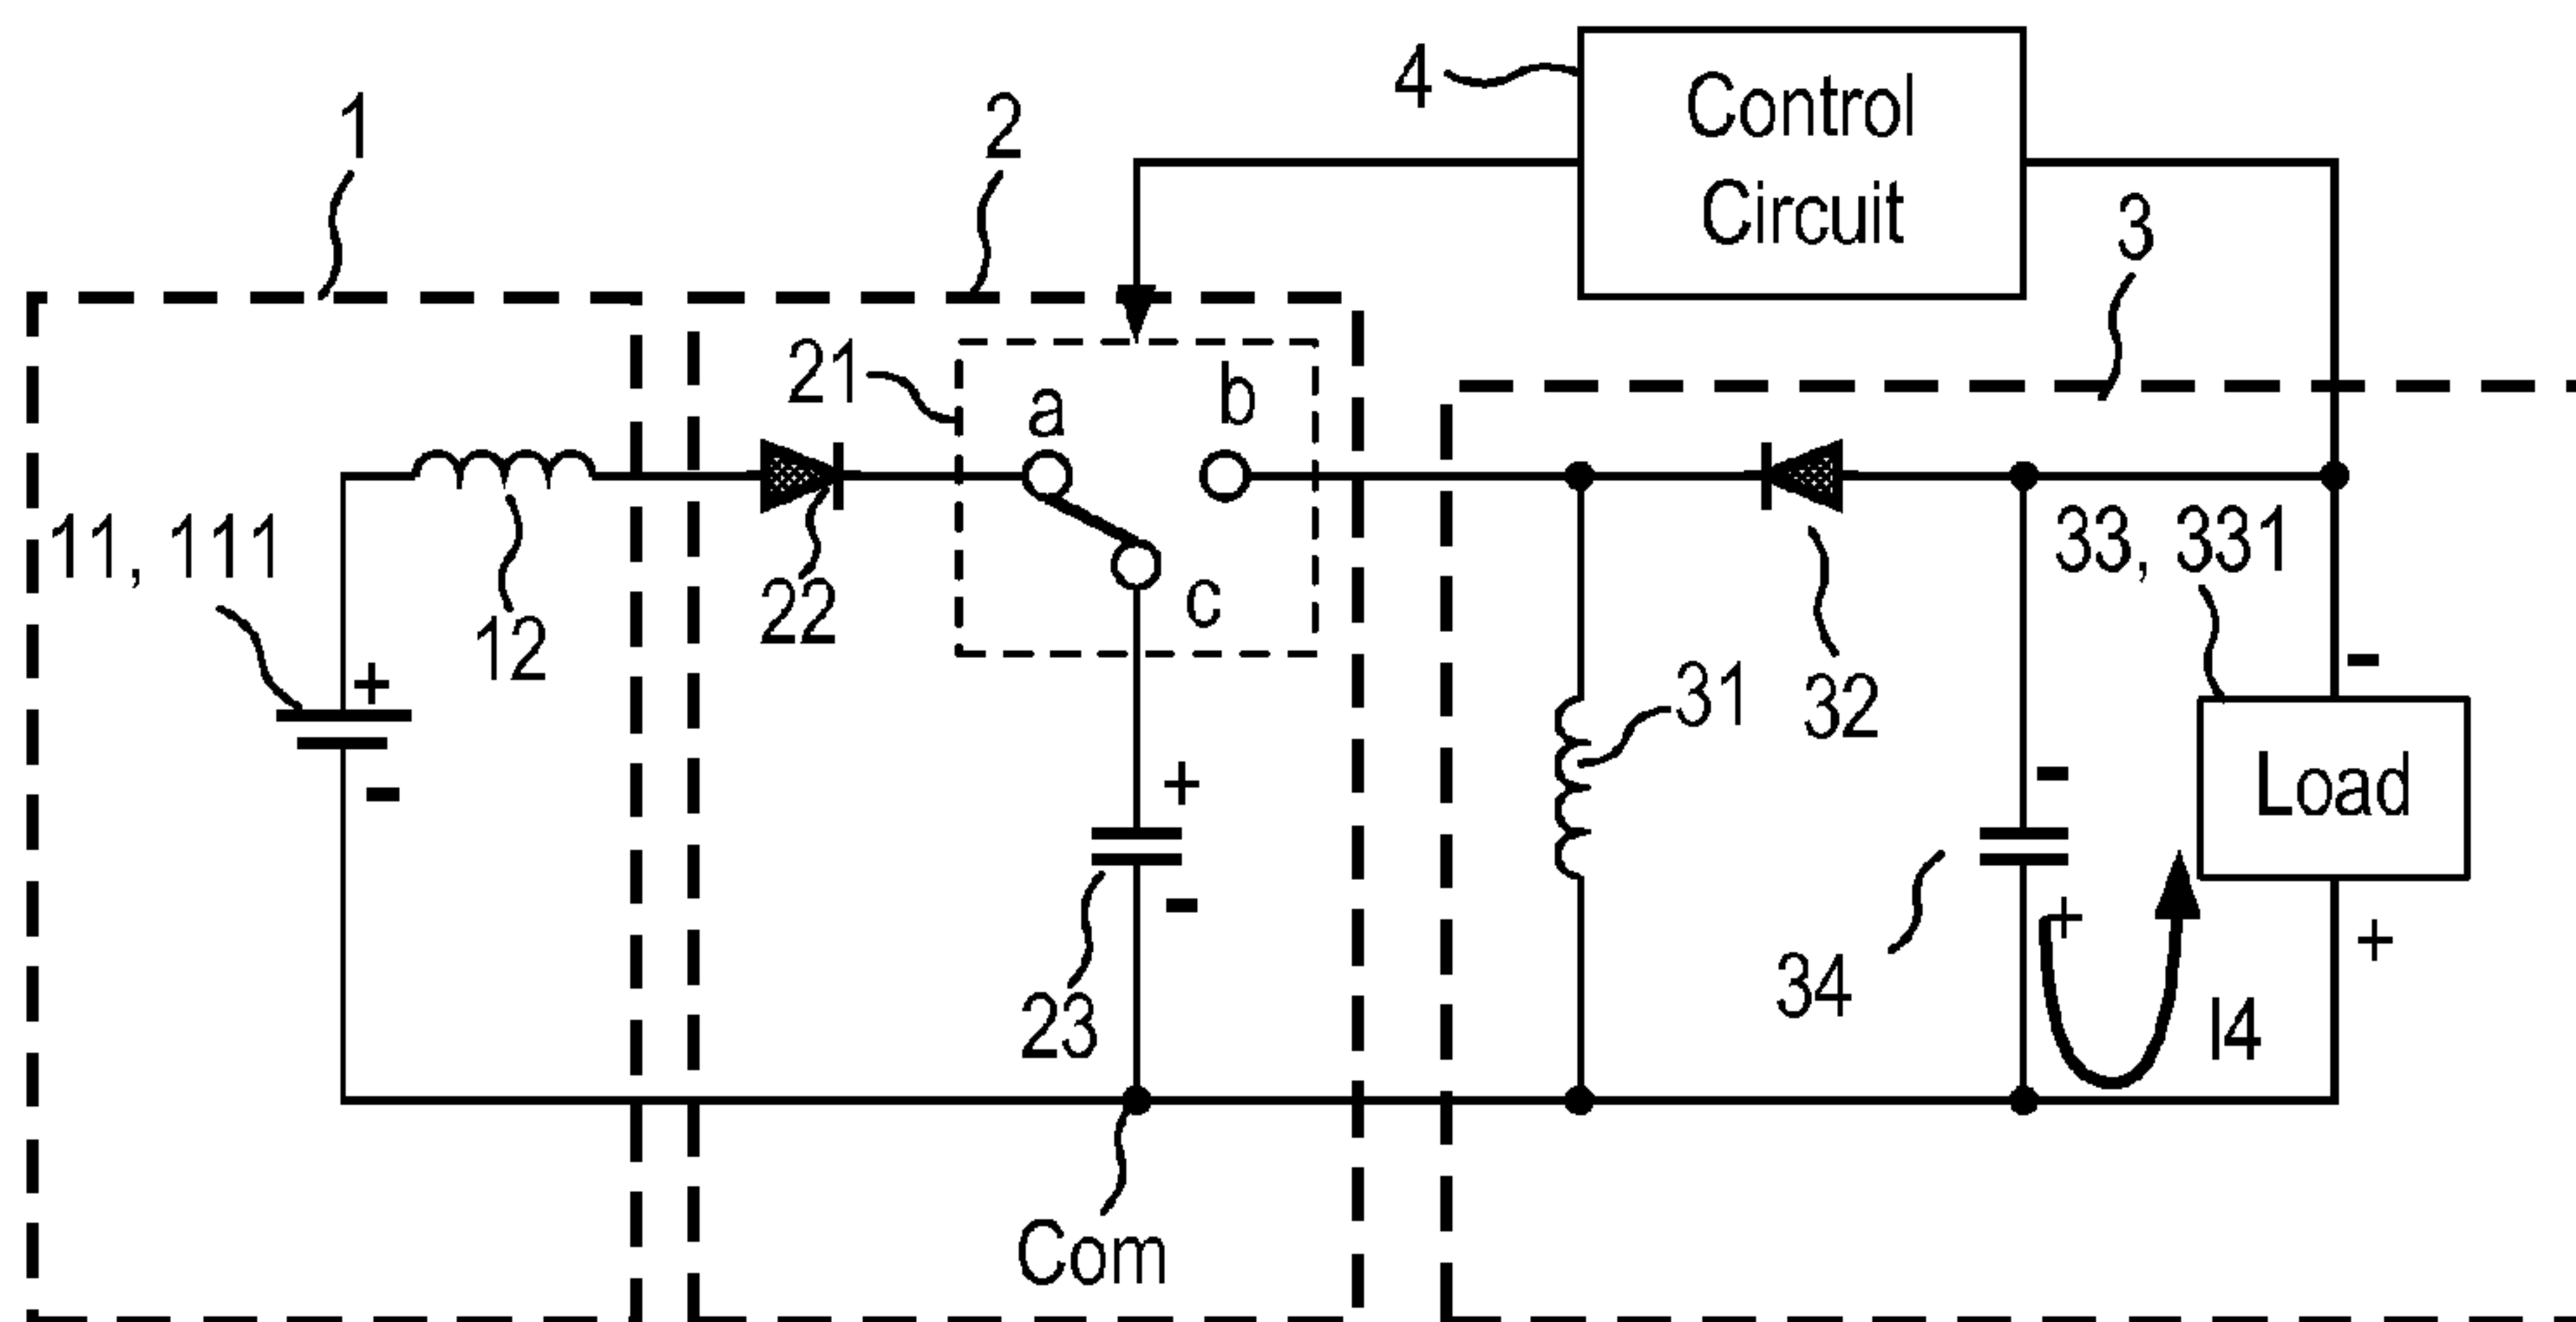 4
Control
Circuit
1
2
3
21
a
b
11, 111
22
12
c
33, 331
31
32
+
-
+
-
-
+
-
+
Load
23
34
I4
Com